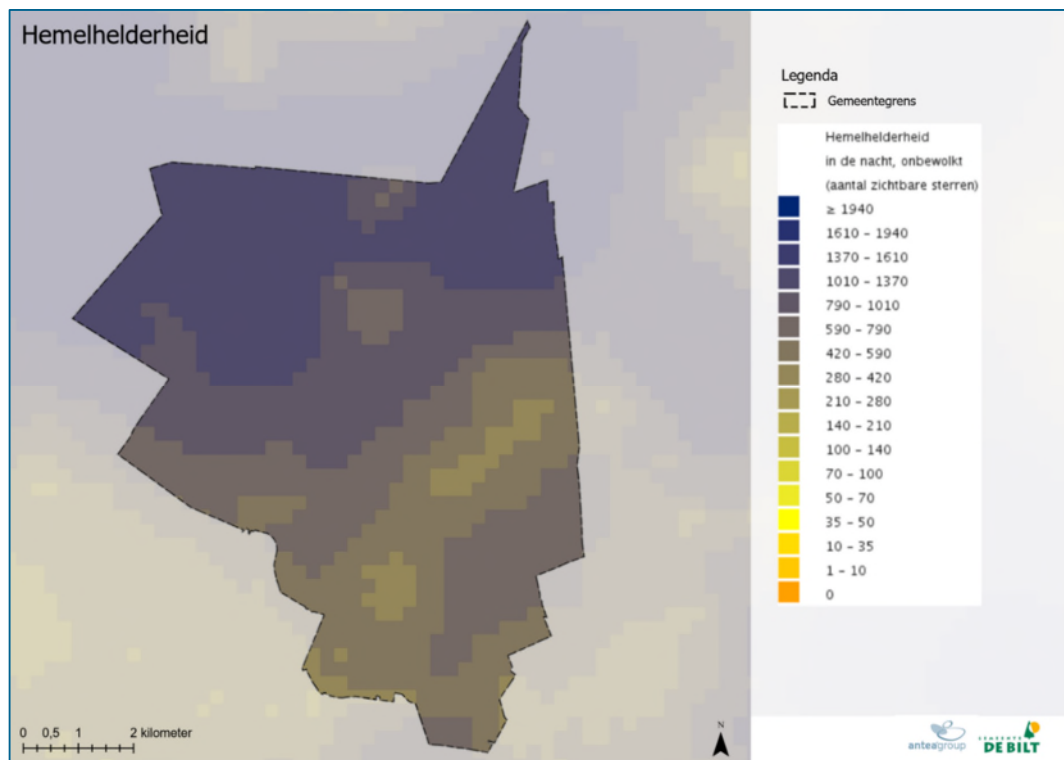 Hemelhelderheid
Legenda
Gemeentegrens
Hemelhelderheid
in de nacht, onbewolkt
(aantal zichtbare sterren)
≥ 1940
1610 – 1940
1370 – 1610
1010 – 1370
790 – 1010
590 – 790
420 – 590
280 – 420
210 – 280
140 – 210
100 – 140
70 – 100
50 – 70
35 – 50
10 – 35
1 – 10
0
0 0,5 1 2 kilometer
N
anteagroup
GEMEENTE
DE BILT